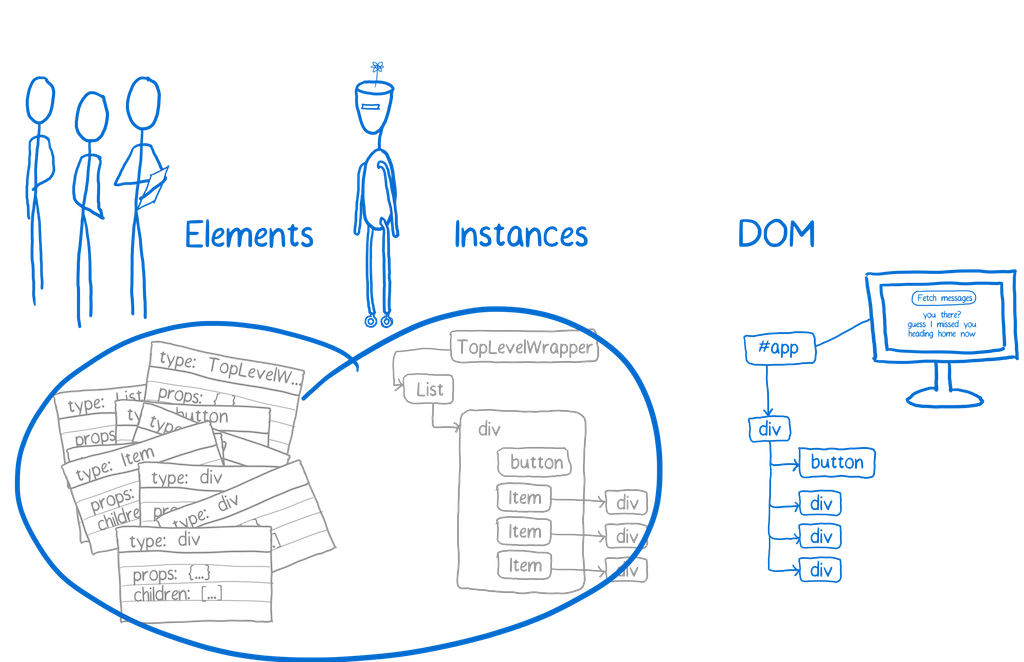 Elements
Instances
DOM
Fetch messages
you there?
guess I missed you
heading home now
type: TopLevelW...
props: { }
type: List
props
button
type: Item
props:
childre
type: div
type: div
type: div
props: {...}
children: [...]
TopLevelWrapper
List
div
button
Item
div
Item
div
Item
div
#app
div
button
div
div
div